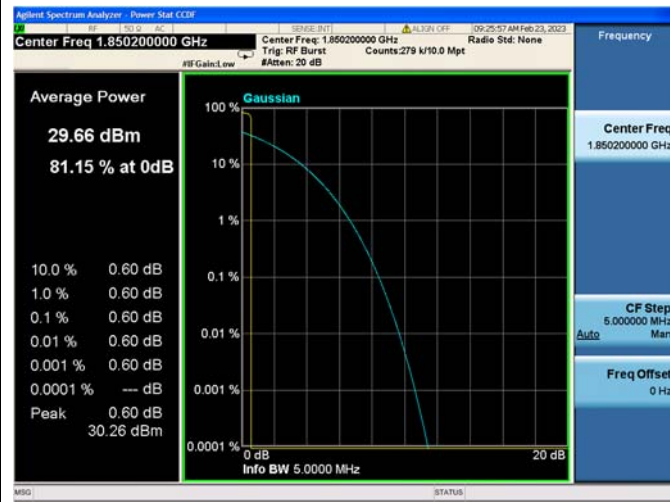 Agilent Spectrum Analyzer - Power Stat CCDF
RF 50 Ω AC SENSE:INT ALIGN OFF 09:25:57 AM Feb 23, 2023
Center Freq 1.850200000 GHz
Center Freq: 1.850200000 GHz
Radio Std: None
Trig: RF Burst
Counts:279 k/10.0 Mpt
#IFGain:Low
#Atten: 20 dB
Frequency
Average Power
29.66 dBm
81.15 % at 0dB
10.0 % 0.60 dB
1.0 % 0.60 dB
0.1 % 0.60 dB
0.01 % 0.60 dB
0.001 % 0.60 dB
0.0001 % --- dB
Peak 0.60 dB
30.26 dBm
Gaussian
100 %
10 %
1 %
0.1 %
0.01 %
0.001 %
0.0001 %
0 dB
20 dB
Info BW 5.0000 MHz
Center Freq
1.850200000 GHz
CF Step
5.000000 MHz
Auto Man
Freq Offset
0 Hz
MSG
STATUS